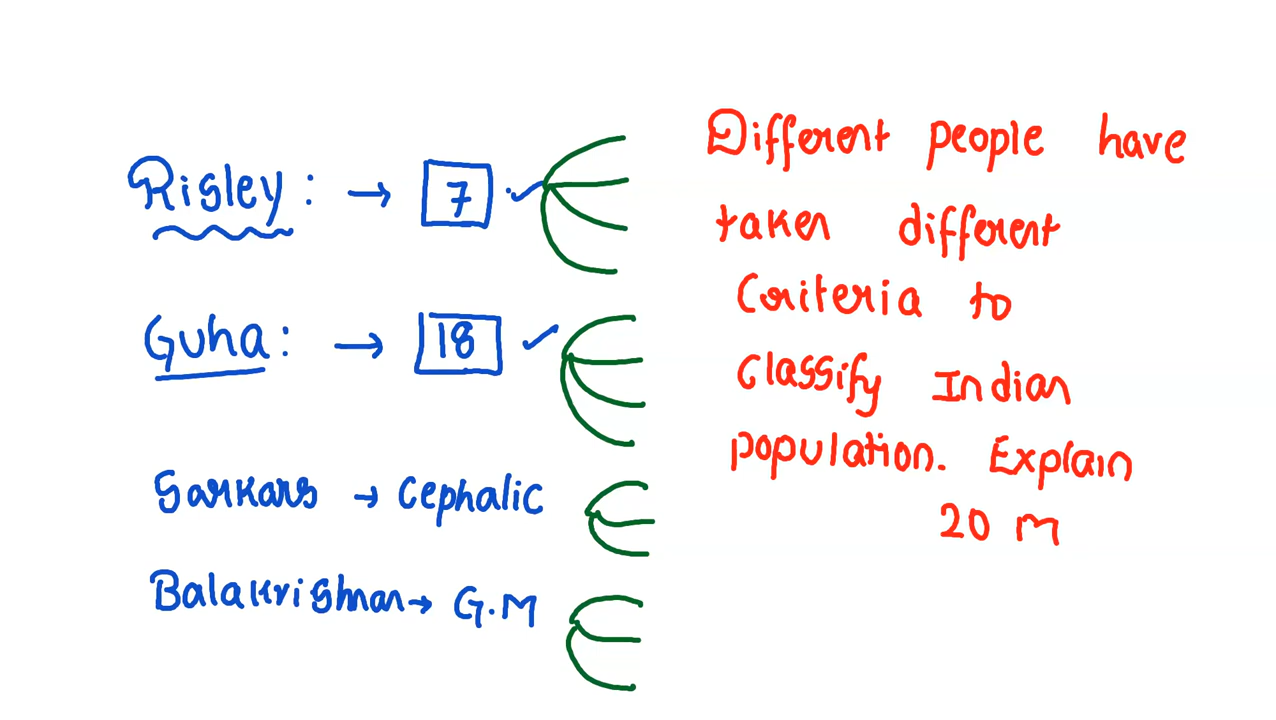 Risley: → 7 ✓
Guha: → 18 ✓
Sarkars → Cephalic
Balakrishnan → G.M
Different people have
taken different
Criteria to
Classify Indian
population. Explain
20 M